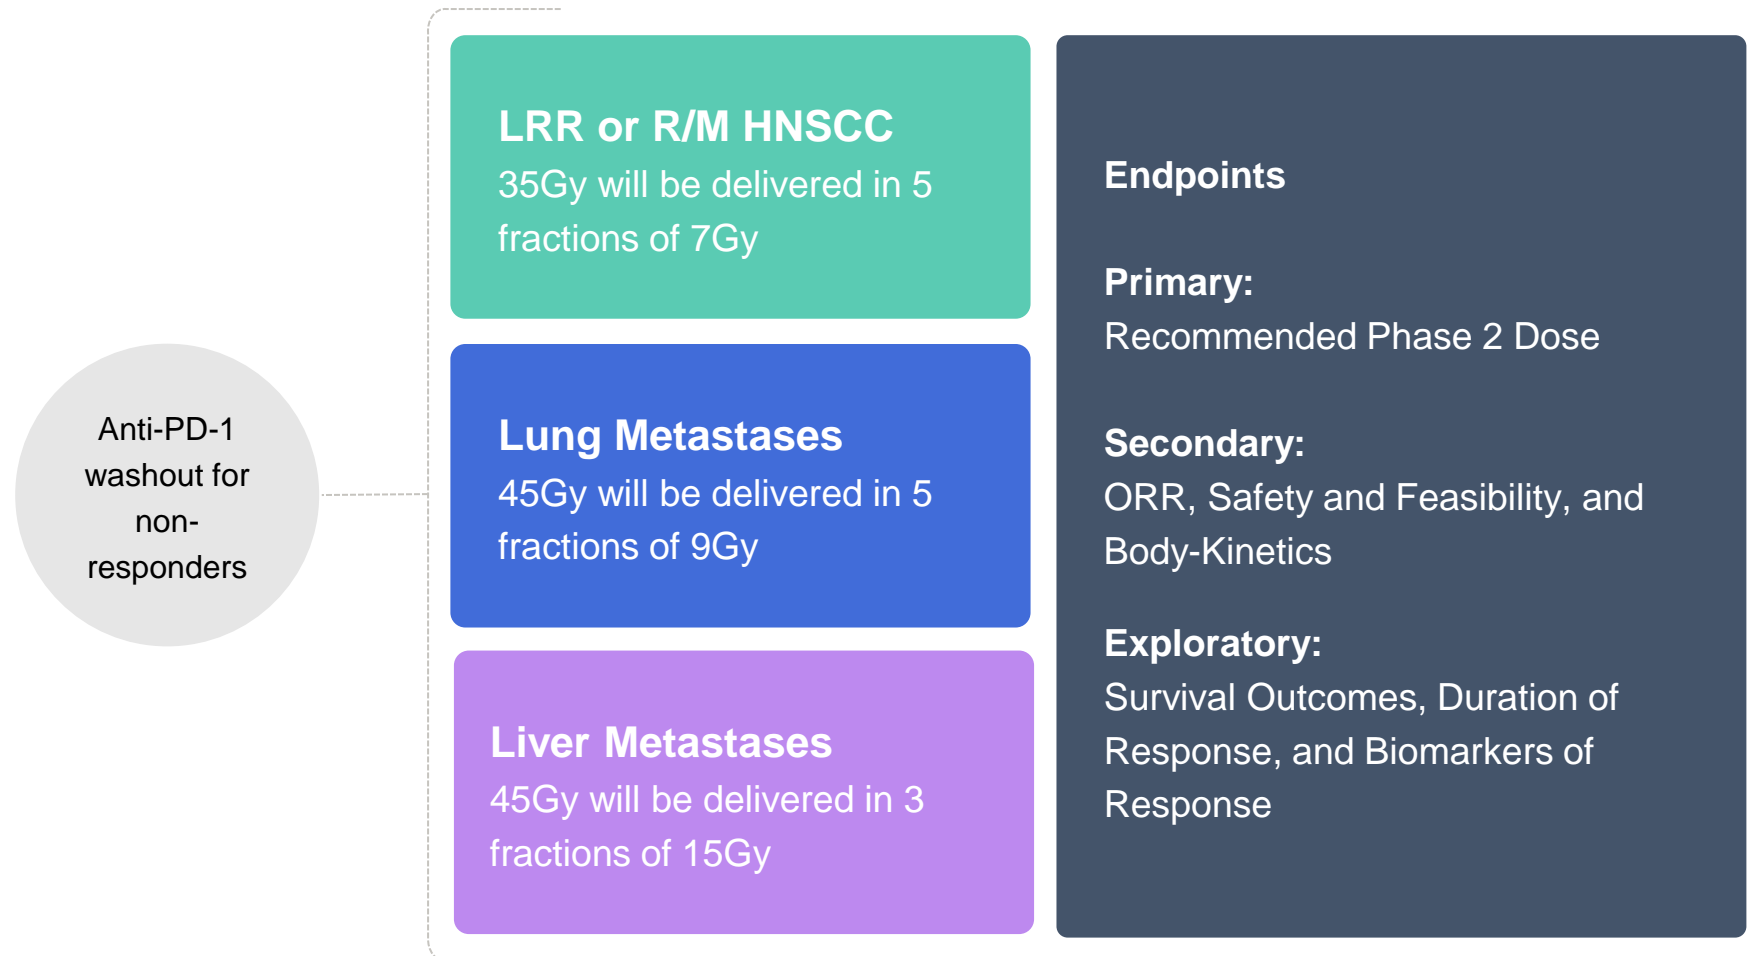 Anti-PD-1
washout for
non-
responders
LRR or R/M HNSCC
35Gy will be delivered in 5
fractions of 7Gy
Lung Metastases
45Gy will be delivered in 5
fractions of 9Gy
Liver Metastases
45Gy will be delivered in 3
fractions of 15Gy
Endpoints
Primary:
Recommended Phase 2 Dose
Secondary:
ORR, Safety and Feasibility, and
Body-Kinetics
Exploratory:
Survival Outcomes, Duration of
Response, and Biomarkers of
Response